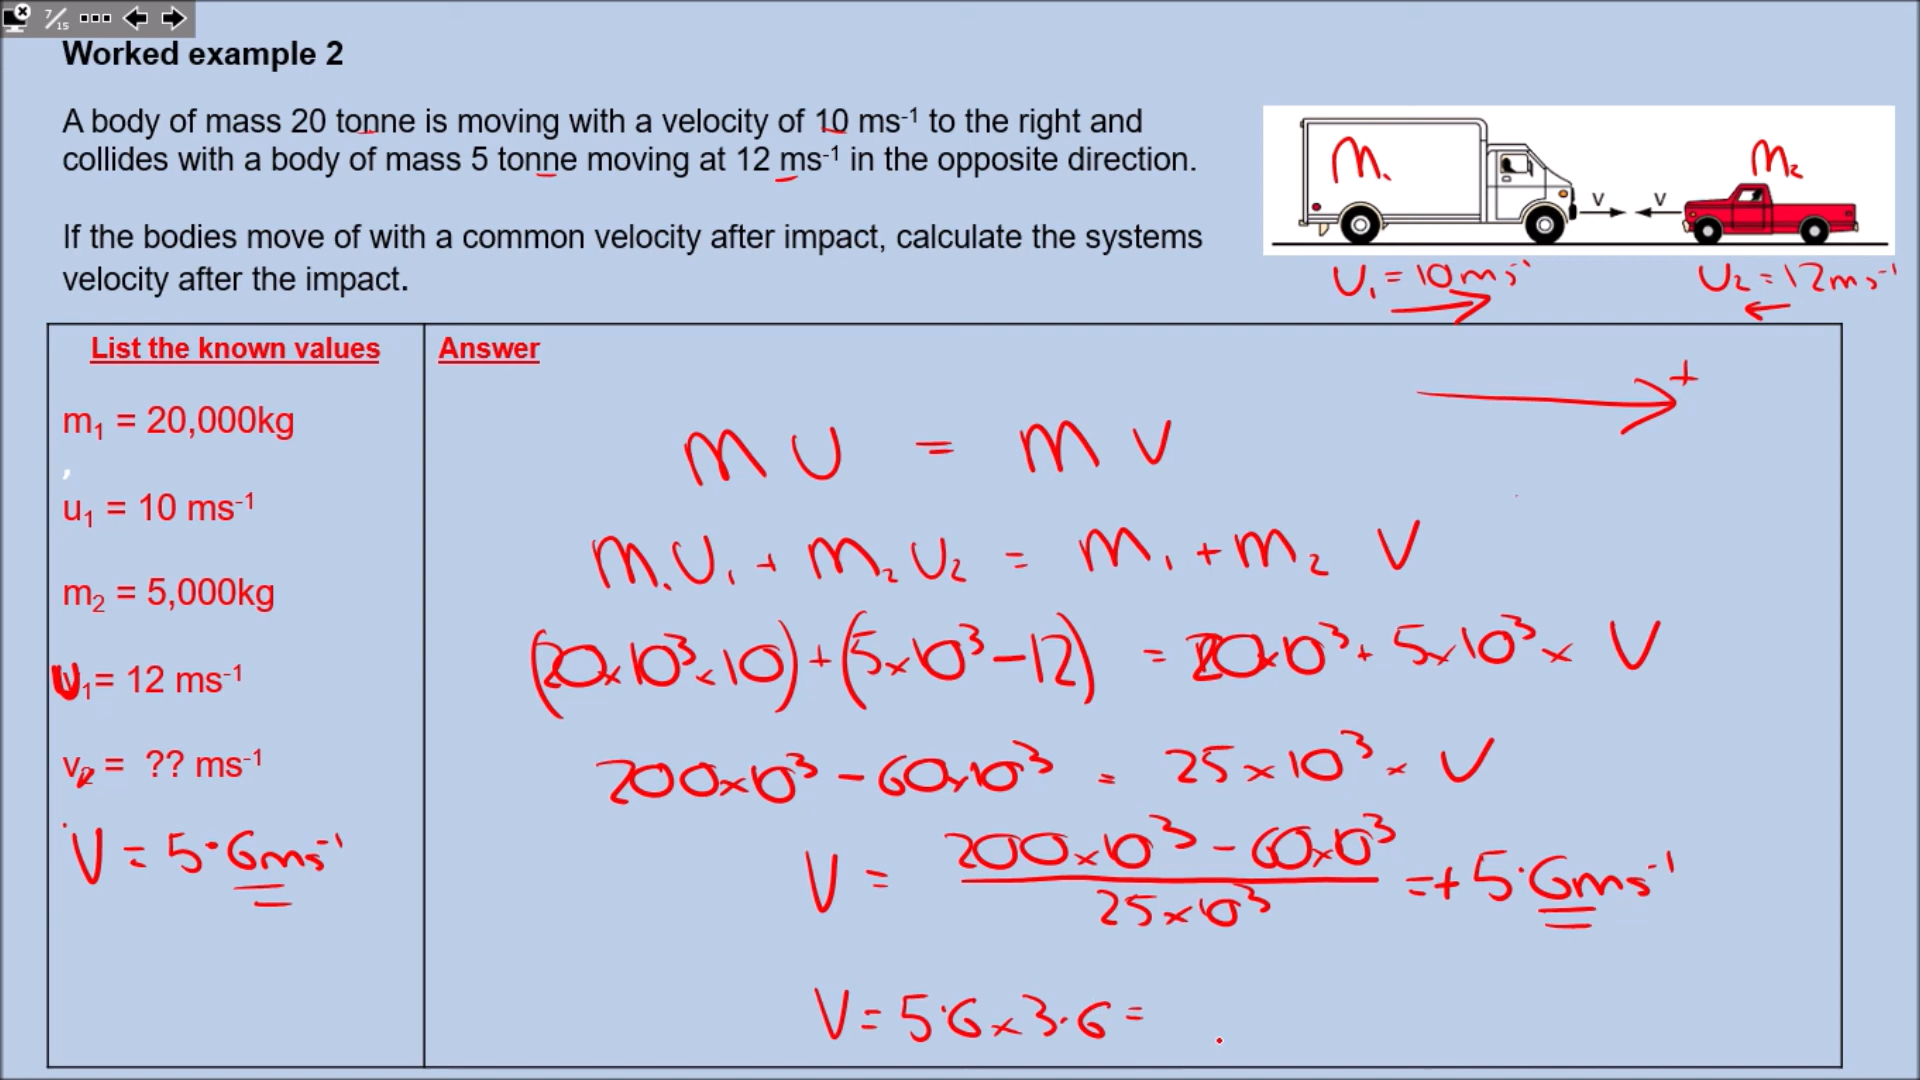 7/15
Worked example 2
A body of mass 20 tonne is moving with a velocity of 10 ms⁻¹ to the right and
collides with a body of mass 5 tonne moving at 12 ms⁻¹ in the opposite direction.
If the bodies move of with a common velocity after impact, calculate the systems
velocity after the impact.
M₁
M₂
V
V
U₁ = 10ms⁻¹
U₂ = 12ms⁻¹
List the known values
m₁ = 20,000kg
,
u₁ = 10 ms⁻¹
m₂ = 5,000kg
U₁= 12 ms⁻¹
v₂ = ?? ms⁻¹
V = 5.6ms⁻¹
Answer
+
M U = M V
M₁U₁ + M₂U₂ = M₁ + M₂ V
(20×10³×10) + (5×10³ - 12) = 20×10³ + 5×10³ × V
200×10³ - 60×10³ = 25×10³ × V
V = 200×10³ - 60×10³ / 25×10³ = +5.6ms⁻¹
V = 5.6 × 3.6 =